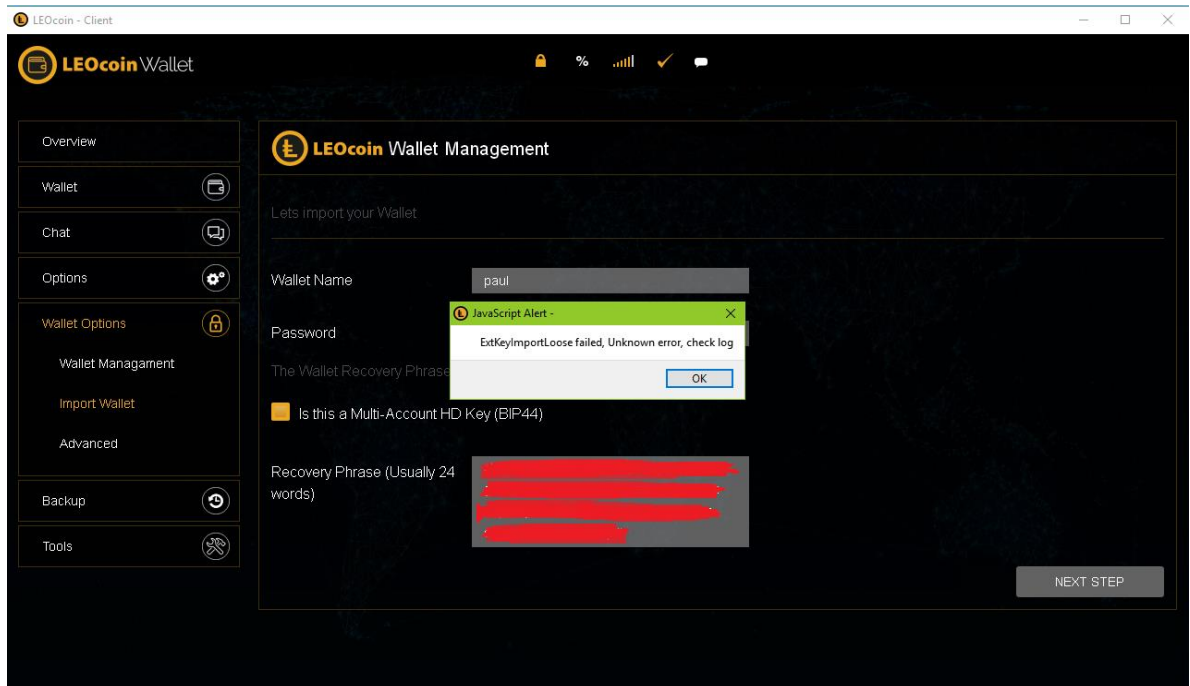 LEOcoin - Client
LEOcoin Wallet
%
Overview
Wallet
Chat
Options
Wallet Options
Wallet Managament
Import Wallet
Advanced
Backup
Tools
LEOcoin Wallet Management
Lets import your Wallet
Wallet Name
paul
Password
The Wallet Recovery Phrase
Is this a Multi-Account HD Key (BIP44)
Recovery Phrase (Usually 24
words)
JavaScript Alert -
ExtKeyImportLoose failed, Unknown error, check log
OK
NEXT STEP